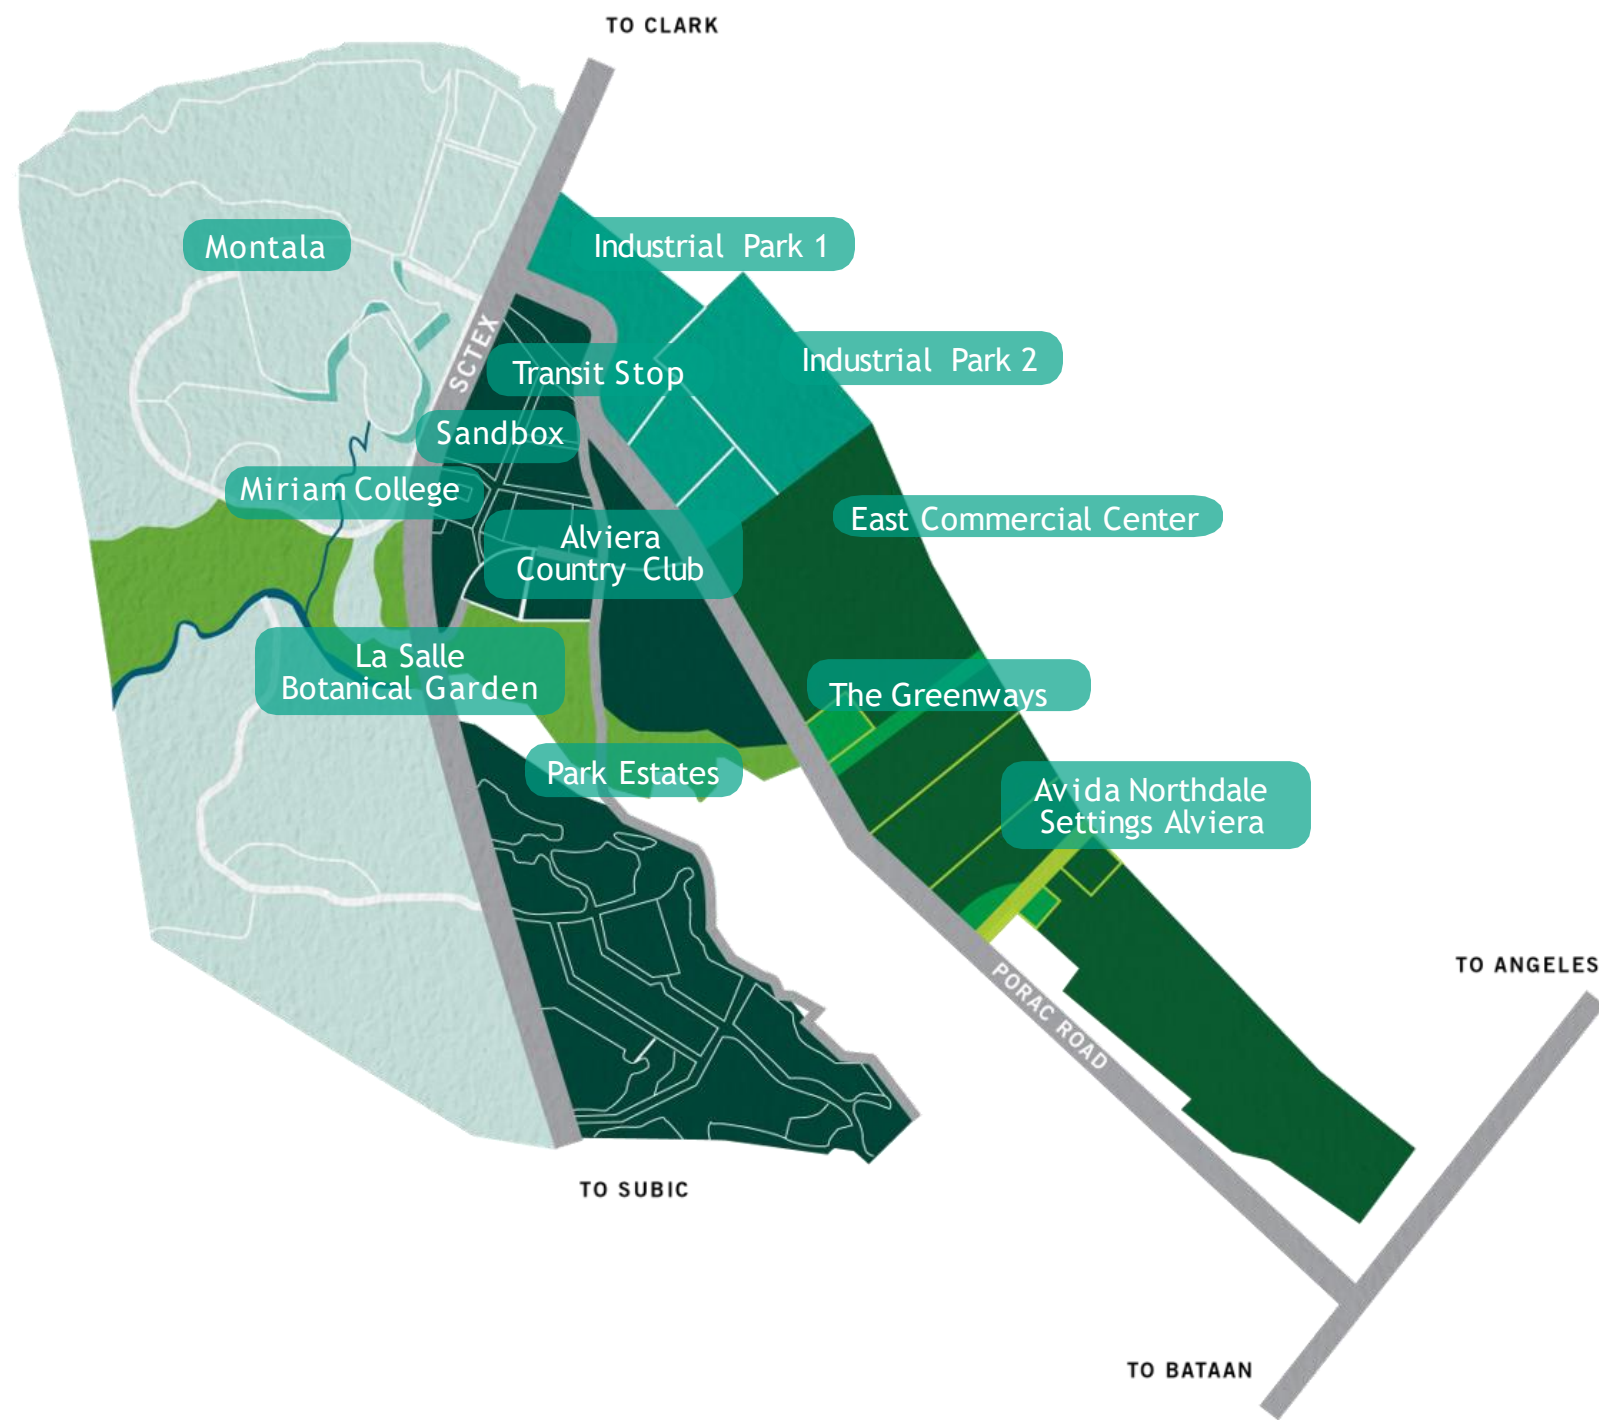 TO CLARK
Montala
Industrial Park 1
SCTEX
Transit Stop
Industrial Park 2
Sandbox
Miriam College
Alviera
Country Club
East Commercial Center
La Salle
Botanical Garden
The Greenways
Park Estates
Avida Northdale
Settings Alviera
PORAC ROAD
TO ANGELES
TO SUBIC
TO BATAAN